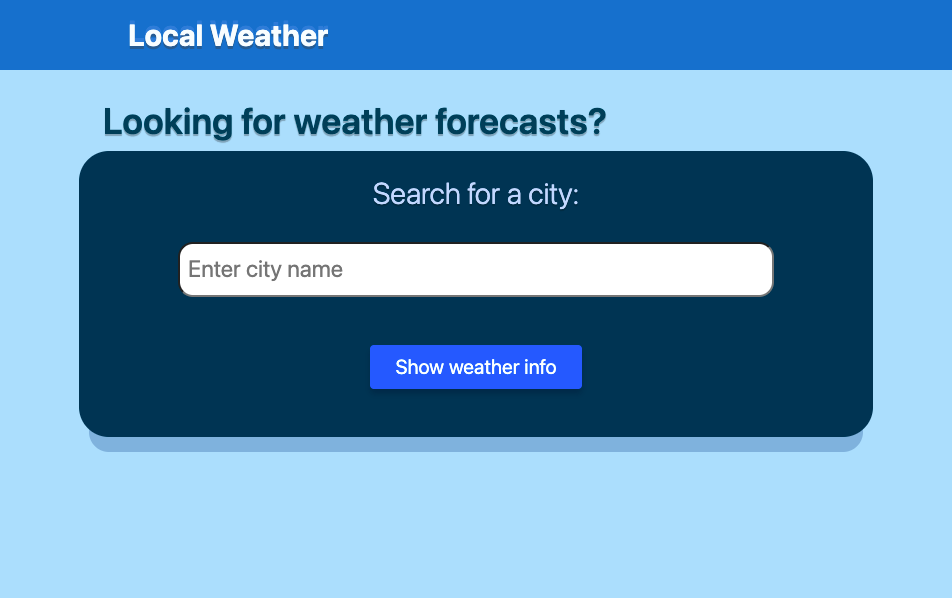 Local Weather
Looking for weather forecasts?
Search for a city:
Enter city name
Show weather info